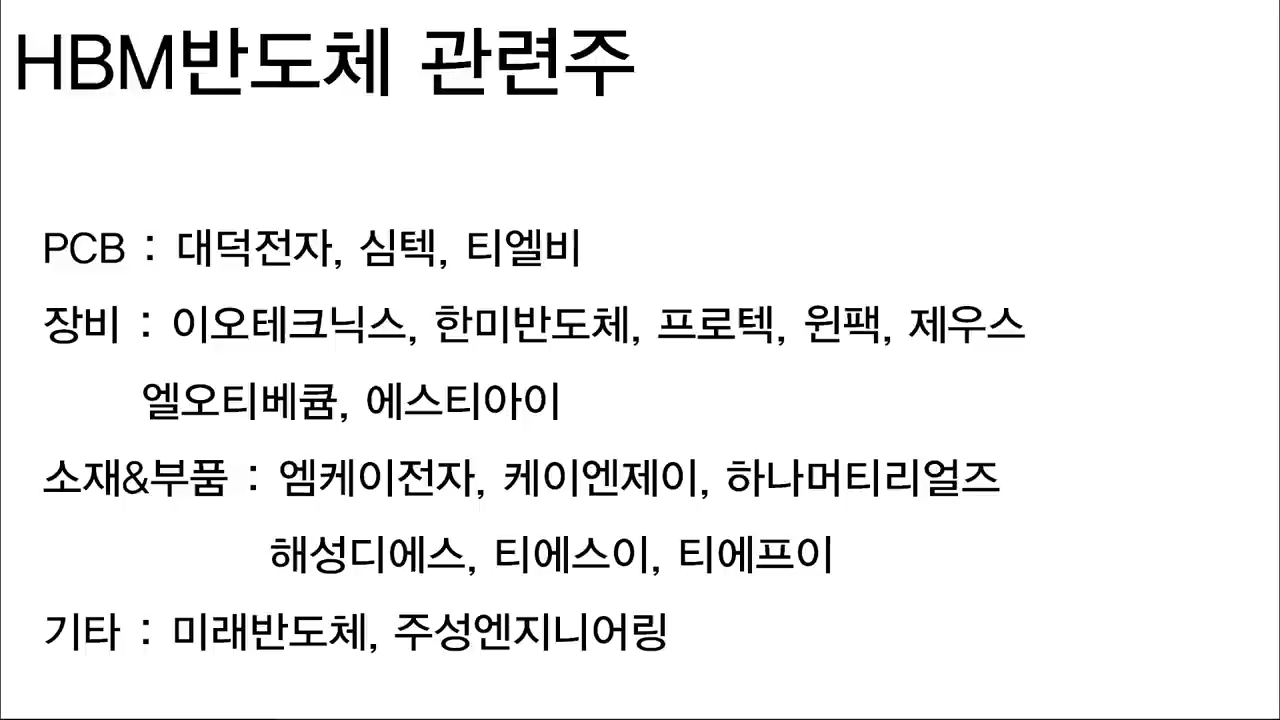 HBM반도체 관련주
PCB : 대덕전자, 심텍, 티엘비
장비 : 이오테크닉스, 한미반도체, 프로텍, 윈팩, 제우스
엘오티베큠, 에스티아이
소재&부품 : 엠케이전자, 케이엔제이, 하나머티리얼즈
해성디에스, 티에스이, 티에프이
기타 : 미래반도체, 주성엔지니어링